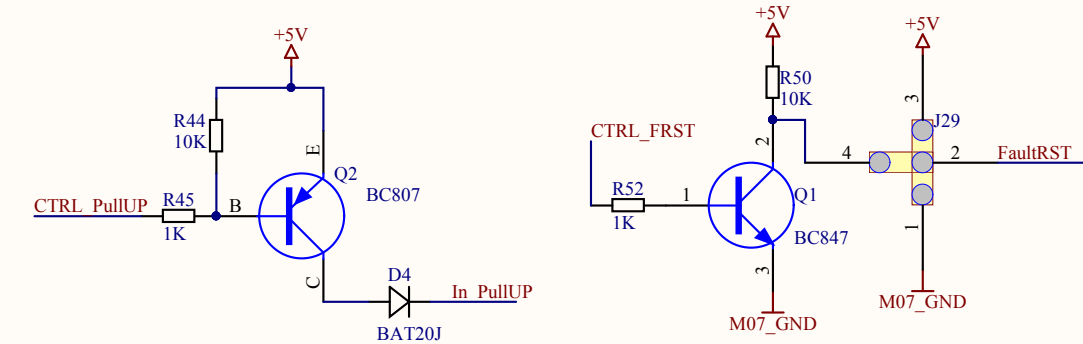 +5V
R44
10K
E
Q2
BC807
CTRL_PullUP
R45
1K
B
C
D4
In_PullUP
BAT20J
+5V
R50
10K
+5V
3
J29
CTRL_FRST
2
4
2
FaultRST
R52
1K
1
Q1
BC847
3
1
M07_GND
M07_GND